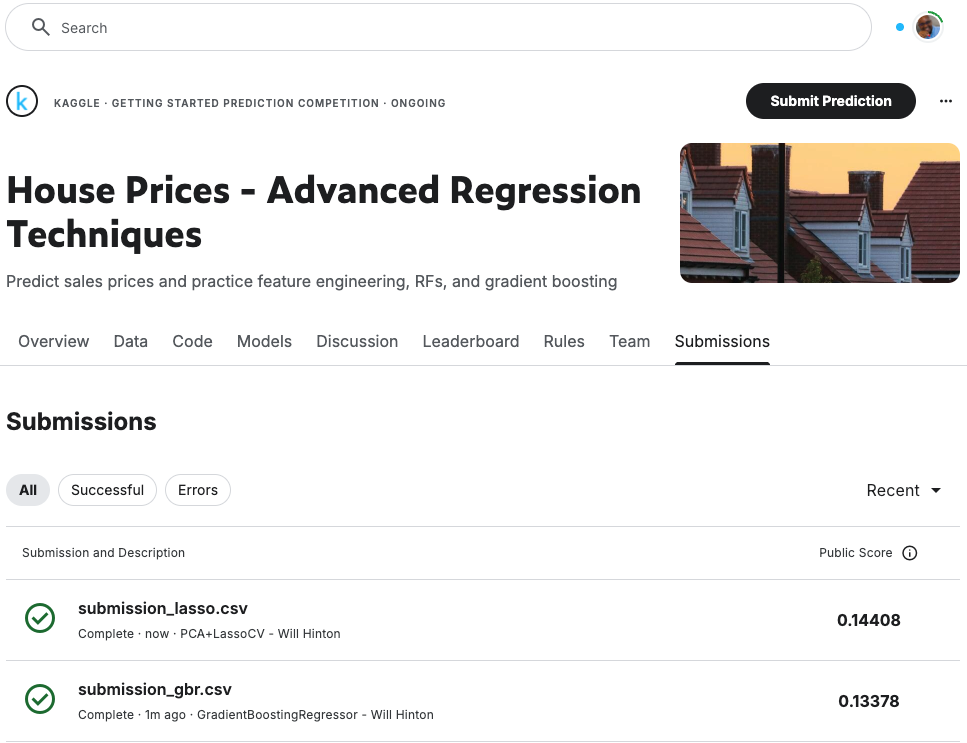 Search
k
KAGGLE · GETTING STARTED PREDICTION COMPETITION · ONGOING
Submit Prediction
House Prices - Advanced Regression
Techniques
Predict sales prices and practice feature engineering, RFs, and gradient boosting
Overview Data Code Models Discussion Leaderboard Rules Team Submissions
Submissions
All Successful Errors Recent
Submission and Description Public Score
submission_lasso.csv
Complete · now · PCA+LassoCV - Will Hinton
0.14408
submission_gbr.csv
Complete · 1m ago · GradientBoostingRegressor - Will Hinton
0.13378